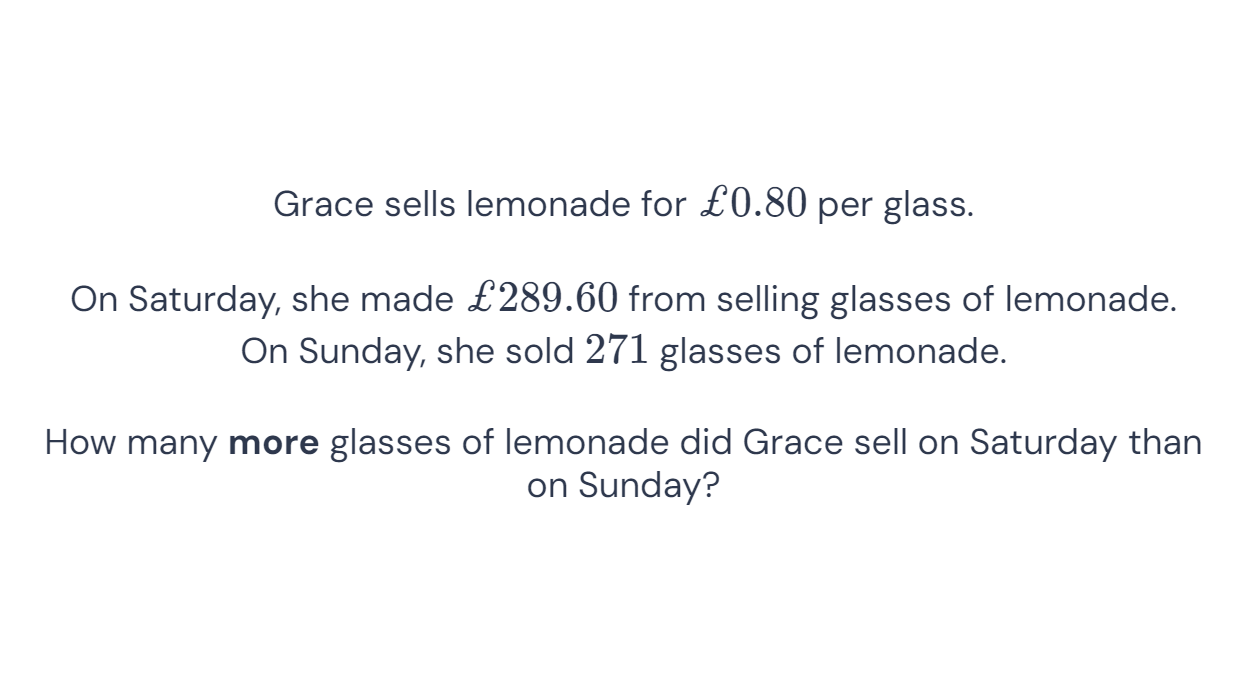 Grace sells lemonade for £0.80 per glass.
On Saturday, she made £289.60 from selling glasses of lemonade.
On Sunday, she sold 271 glasses of lemonade.
How many more glasses of lemonade did Grace sell on Saturday than
on Sunday?